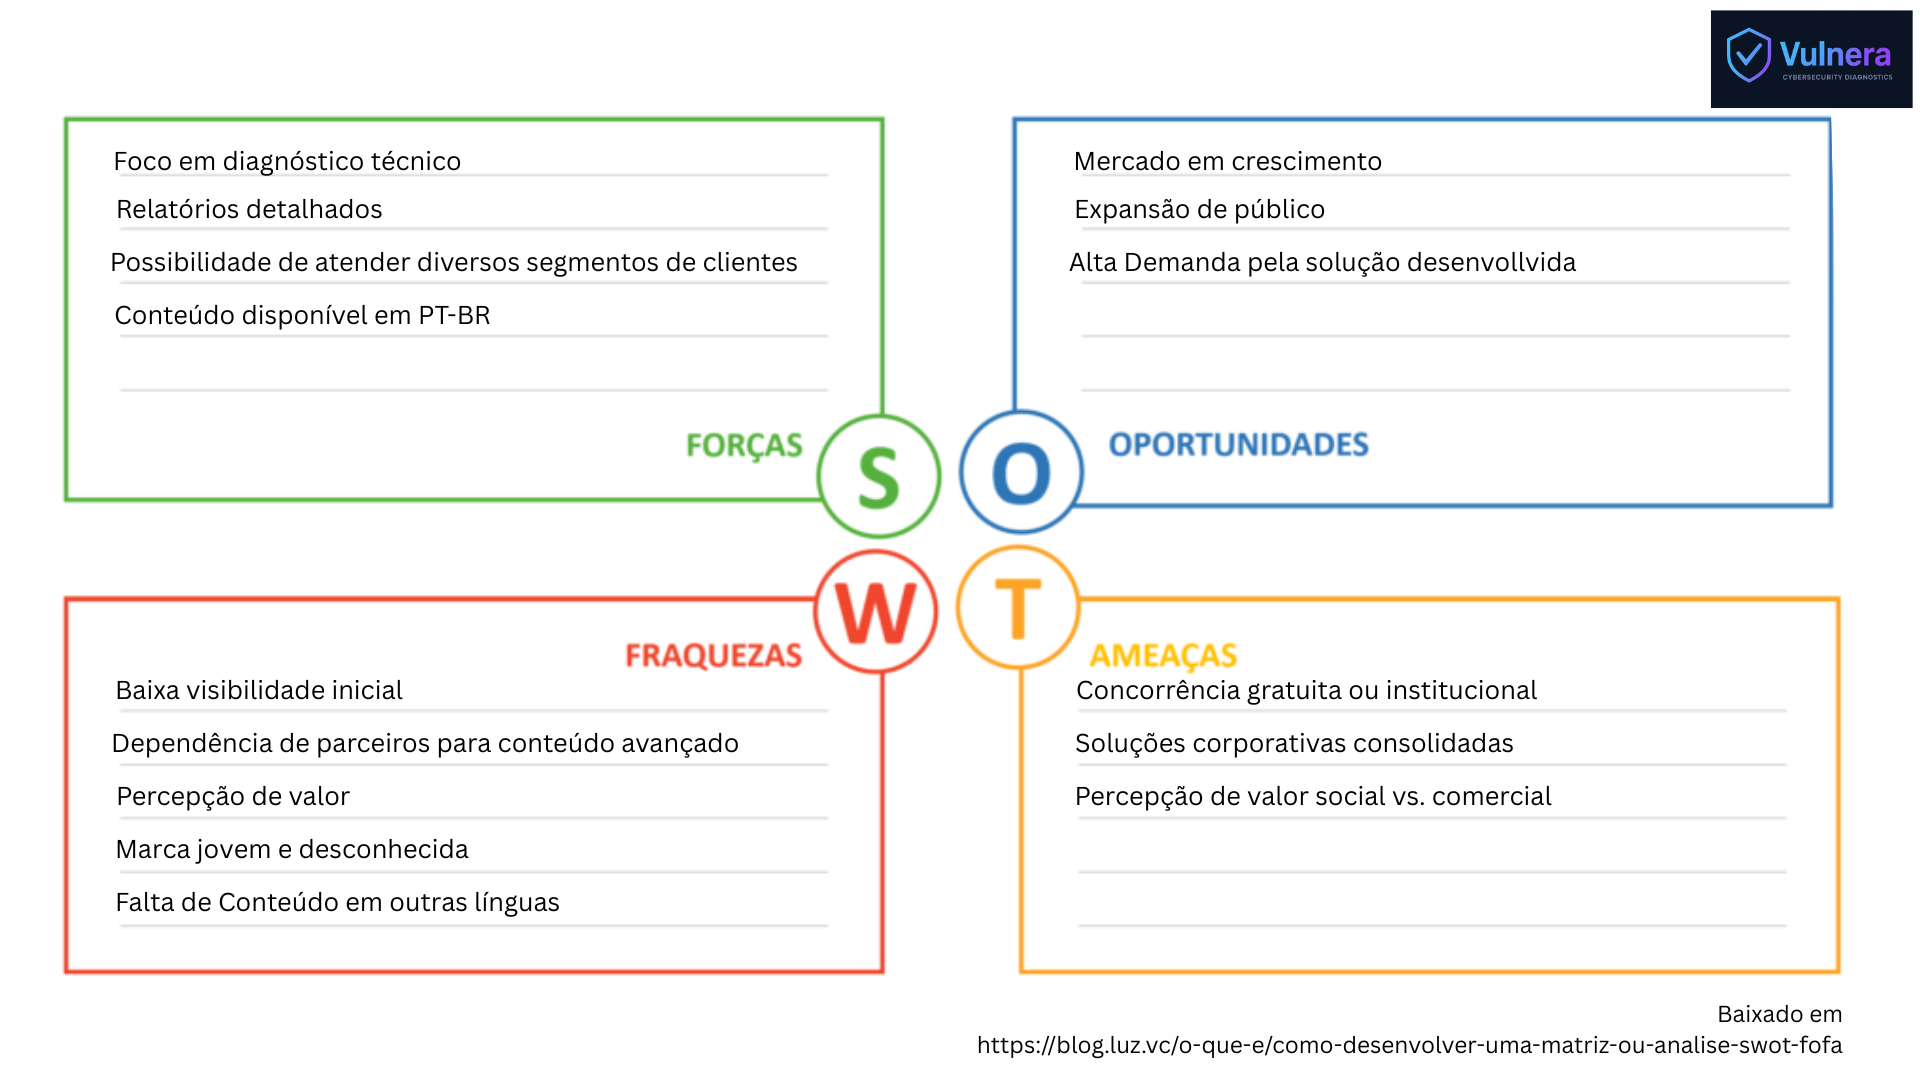 Vulnera
CYBERSECURITY DIAGNOSTICS
Foco em diagnóstico técnico
Relatórios detalhados
Possibilidade de atender diversos segmentos de clientes
Conteúdo disponível em PT-BR
FORÇAS
S
Mercado em crescimento
Expansão de público
Alta Demanda pela solução desenvollvida
O
OPORTUNIDADES
W
FRAQUEZAS
Baixa visibilidade inicial
Dependência de parceiros para conteúdo avançado
Percepção de valor
Marca jovem e desconhecida
Falta de Conteúdo em outras línguas
T
AMEAÇAS
Concorrência gratuita ou institucional
Soluções corporativas consolidadas
Percepção de valor social vs. comercial
Baixado em
https://blog.luz.vc/o-que-e/como-desenvolver-uma-matriz-ou-analise-swot-fofa